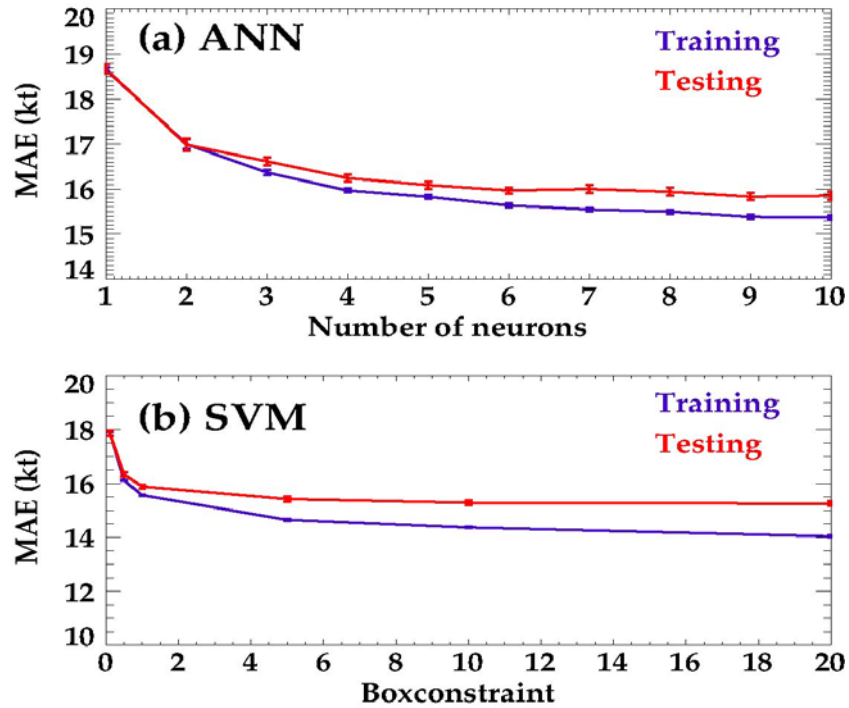 20
19
18
17
16
15
14
MAE (kt)
(a) ANN
Training
Testing
1 2 3 4 5 6 7 8 9 10
Number of neurons
20
18
16
14
12
10
MAE (kt)
(b) SVM
Training
Testing
0 2 4 6 8 10 12 14 16 18 20
Boxconstraint